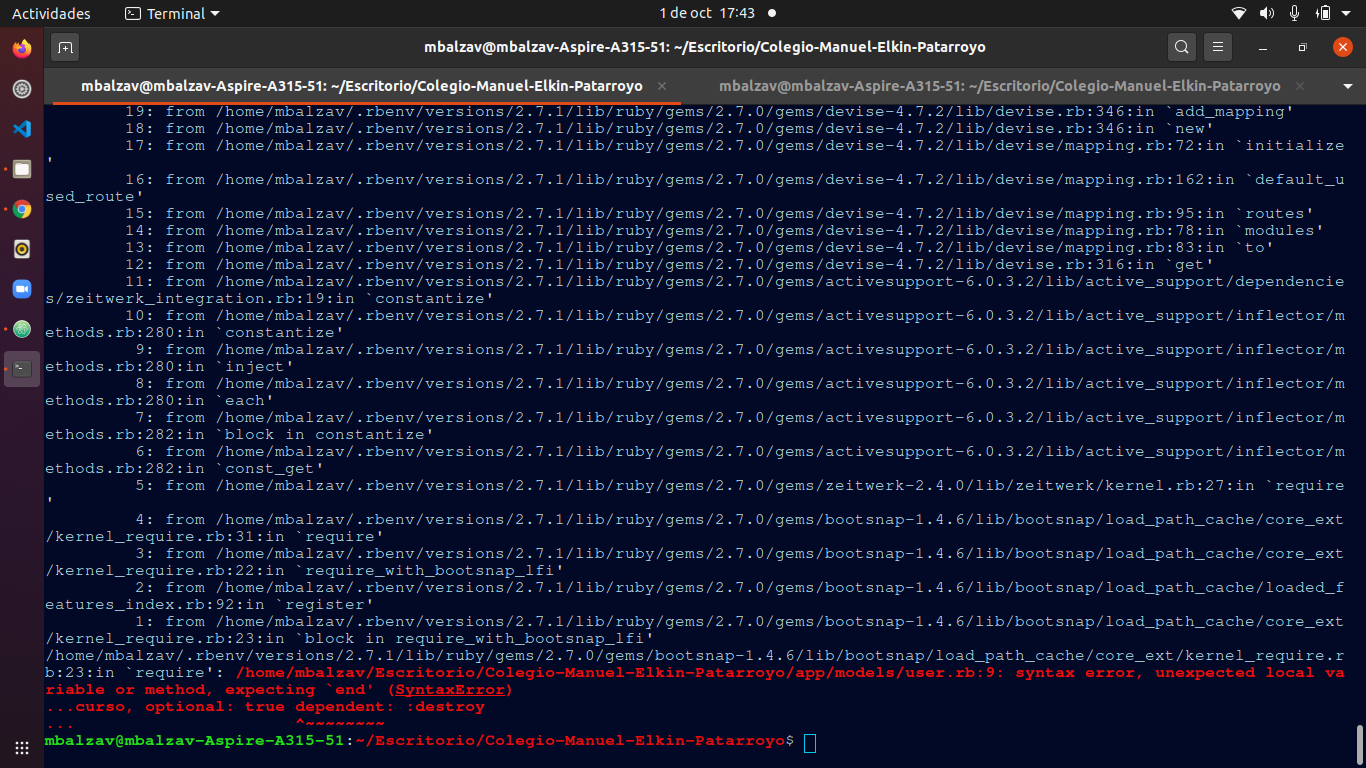 Actividades
Terminal
1 de oct 17:43
mbalzav@mbalzav-Aspire-A315-51: ~/Escritorio/Colegio-Manuel-Elkin-Patarroyo
mbalzav@mbalzav-Aspire-A315-51: ~/Escritorio/Colegio-Manuel-Elkin-Patarroyo
mbalzav@mbalzav-Aspire-A315-51: ~/Escritorio/Colegio-Manuel-Elkin-Patarroyo
19: from /home/mbalzav/.rbenv/versions/2.7.1/lib/ruby/gems/2.7.0/gems/devise-4.7.2/lib/devise.rb:346:in `add_mapping'
18: from /home/mbalzav/.rbenv/versions/2.7.1/lib/ruby/gems/2.7.0/gems/devise-4.7.2/lib/devise.rb:346:in `new'
17: from /home/mbalzav/.rbenv/versions/2.7.1/lib/ruby/gems/2.7.0/gems/devise-4.7.2/lib/devise/mapping.rb:72:in `initialize
'
16: from /home/mbalzav/.rbenv/versions/2.7.1/lib/ruby/gems/2.7.0/gems/devise-4.7.2/lib/devise/mapping.rb:162:in `default_u
sed_route'
15: from /home/mbalzav/.rbenv/versions/2.7.1/lib/ruby/gems/2.7.0/gems/devise-4.7.2/lib/devise/mapping.rb:95:in `routes'
14: from /home/mbalzav/.rbenv/versions/2.7.1/lib/ruby/gems/2.7.0/gems/devise-4.7.2/lib/devise/mapping.rb:78:in `modules'
13: from /home/mbalzav/.rbenv/versions/2.7.1/lib/ruby/gems/2.7.0/gems/devise-4.7.2/lib/devise/mapping.rb:83:in `to'
12: from /home/mbalzav/.rbenv/versions/2.7.1/lib/ruby/gems/2.7.0/gems/devise-4.7.2/lib/devise.rb:316:in `get'
11: from /home/mbalzav/.rbenv/versions/2.7.1/lib/ruby/gems/2.7.0/gems/activesupport-6.0.3.2/lib/active_support/dependencie
s/zeitwerk_integration.rb:19:in `constantize'
10: from /home/mbalzav/.rbenv/versions/2.7.1/lib/ruby/gems/2.7.0/gems/activesupport-6.0.3.2/lib/active_support/inflector/m
ethods.rb:280:in `constantize'
9: from /home/mbalzav/.rbenv/versions/2.7.1/lib/ruby/gems/2.7.0/gems/activesupport-6.0.3.2/lib/active_support/inflector/m
ethods.rb:280:in `inject'
8: from /home/mbalzav/.rbenv/versions/2.7.1/lib/ruby/gems/2.7.0/gems/activesupport-6.0.3.2/lib/active_support/inflector/m
ethods.rb:280:in `each'
7: from /home/mbalzav/.rbenv/versions/2.7.1/lib/ruby/gems/2.7.0/gems/activesupport-6.0.3.2/lib/active_support/inflector/m
ethods.rb:282:in `block in constantize'
6: from /home/mbalzav/.rbenv/versions/2.7.1/lib/ruby/gems/2.7.0/gems/activesupport-6.0.3.2/lib/active_support/inflector/m
ethods.rb:282:in `const_get'
5: from /home/mbalzav/.rbenv/versions/2.7.1/lib/ruby/gems/2.7.0/gems/zeitwerk-2.4.0/lib/zeitwerk/kernel.rb:27:in `require
'
4: from /home/mbalzav/.rbenv/versions/2.7.1/lib/ruby/gems/2.7.0/gems/bootsnap-1.4.6/lib/bootsnap/load_path_cache/core_ext
/kernel_require.rb:31:in `require'
3: from /home/mbalzav/.rbenv/versions/2.7.1/lib/ruby/gems/2.7.0/gems/bootsnap-1.4.6/lib/bootsnap/load_path_cache/core_ext
/kernel_require.rb:22:in `require_with_bootsnap_lfi'
2: from /home/mbalzav/.rbenv/versions/2.7.1/lib/ruby/gems/2.7.0/gems/bootsnap-1.4.6/lib/bootsnap/load_path_cache/loaded_f
eatures_index.rb:92:in `register'
1: from /home/mbalzav/.rbenv/versions/2.7.1/lib/ruby/gems/2.7.0/gems/bootsnap-1.4.6/lib/bootsnap/load_path_cache/core_ext
/kernel_require.rb:23:in `block in require_with_bootsnap_lfi'
/home/mbalzav/.rbenv/versions/2.7.1/lib/ruby/gems/2.7.0/gems/bootsnap-1.4.6/lib/bootsnap/load_path_cache/core_ext/kernel_require.r
b:23:in `require': /home/mbalzav/Escritorio/Colegio-Manuel-Elkin-Patarroyo/app/models/user.rb:9: syntax error, unexpected local va
riable or method, expecting `end' (SyntaxError)
...curso, optional: true dependent: :destroy
... ^~~~~~~~~
mbalzav@mbalzav-Aspire-A315-51:~/Escritorio/Colegio-Manuel-Elkin-Patarroyo$